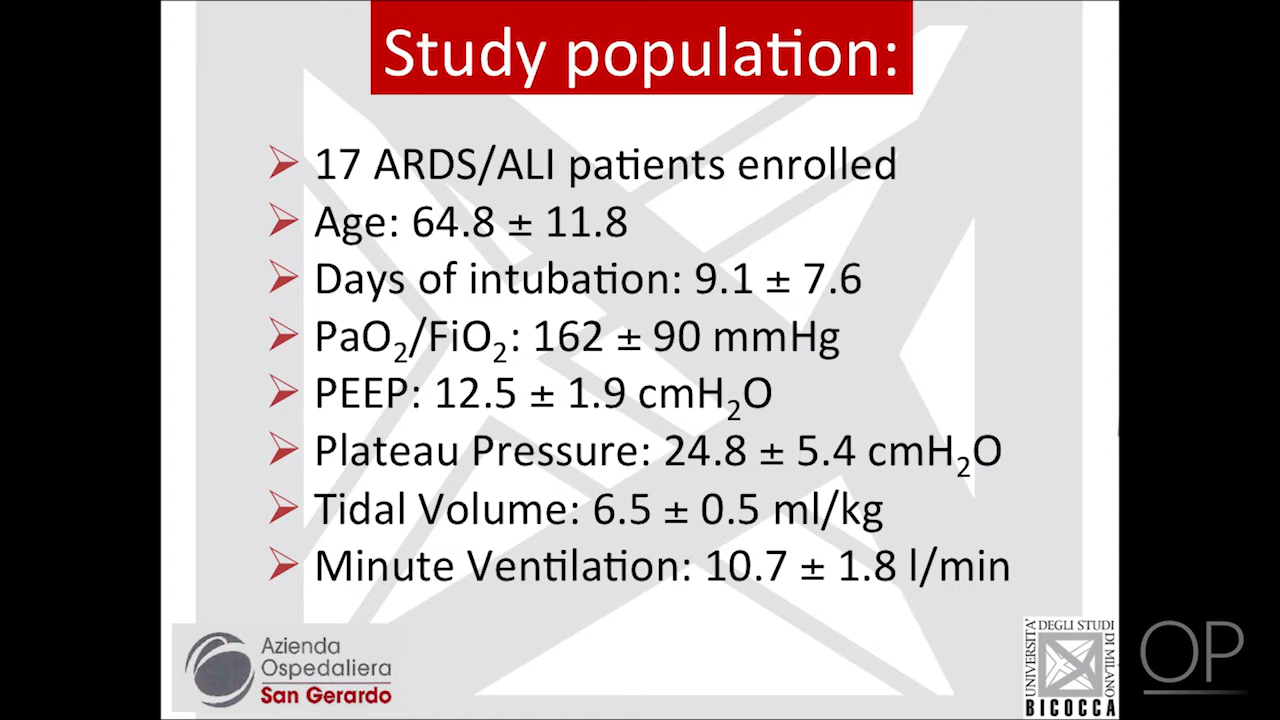 Study population:
17 ARDS/ALI patients enrolled
Age: 64.8 ± 11.8
Days of intubation: 9.1 ± 7.6
PaO₂/FiO₂: 162 ± 90 mmHg
PEEP: 12.5 ± 1.9 cmH₂O
Plateau Pressure: 24.8 ± 5.4 cmH₂O
Tidal Volume: 6.5 ± 0.5 ml/kg
Minute Ventilation: 10.7 ± 1.8 l/min
Azienda
Ospedaliera
San Gerardo
UNIVERSITÀ
DEGLI STUDI
DI MILANO
BICOCCA
OP